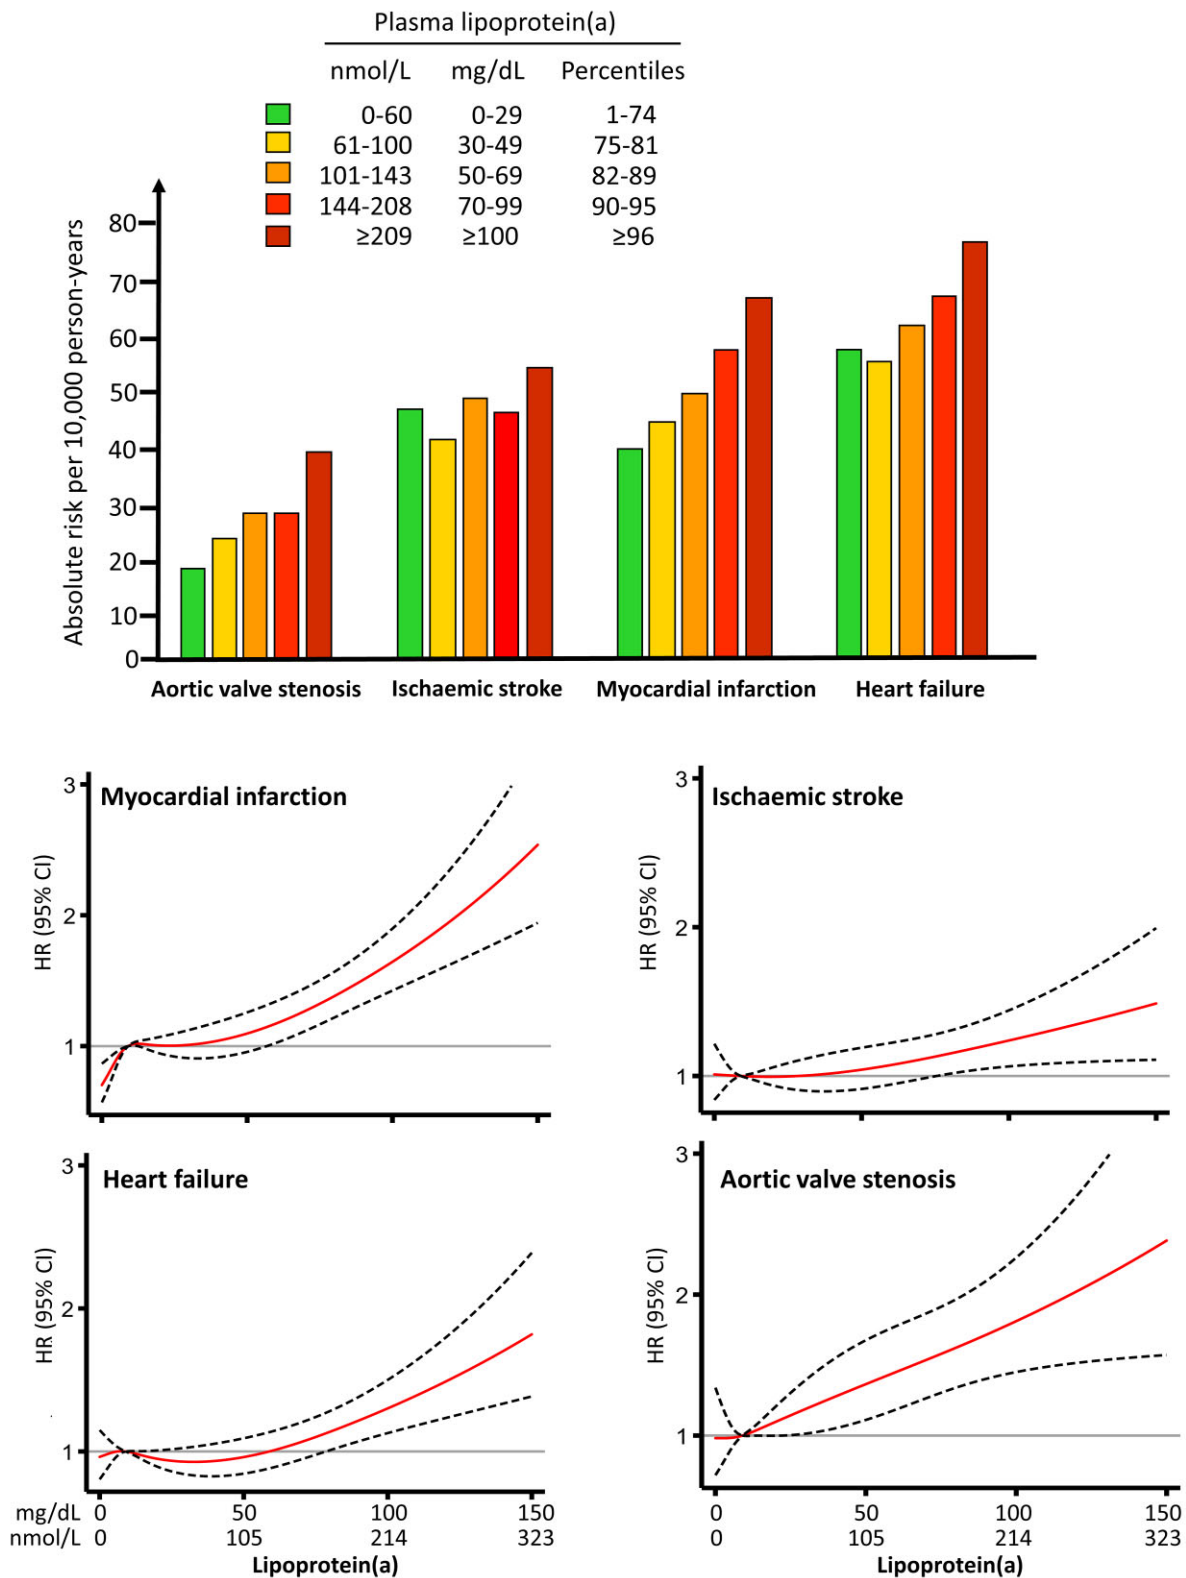 Plasma lipoprotein(a)
nmol/L mg/dL Percentiles
0-60 0-29 1-74
61-100 30-49 75-81
101-143 50-69 82-89
144-208 70-99 90-95
≥209 ≥100 ≥96
Absolute risk per 10,000 person-years
80
70
60
50
40
30
20
10
0
Aortic valve stenosis Ischaemic stroke Myocardial infarction Heart failure
Myocardial infarction
HR (95% CI)
3
2
1
Ischaemic stroke
HR (95% CI)
3
2
1
Heart failure
HR (95% CI)
3
2
1
mg/dL 0 50 100 150
nmol/L 0 105 214 323
Lipoprotein(a)
Aortic valve stenosis
HR (95% CI)
3
2
1
0 50 100 150
0 105 214 323
Lipoprotein(a)